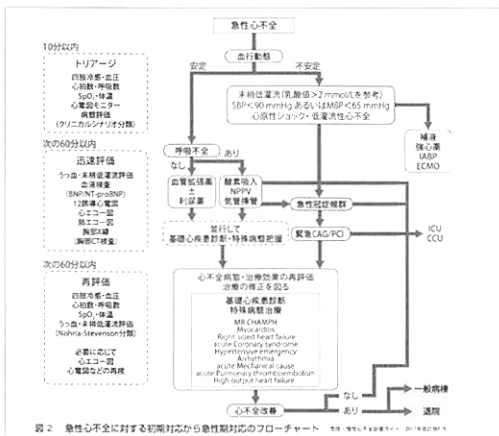 急性心不全
10分以内
血行動態
トリアージ
四肢冷感・血圧
心拍数・呼吸数
SpO₂・体温
心電図モニター
病態評価
(クリニカルシナリオ分類)
安定
不安定
末梢低灌流(乳酸値>2 mmol/Lを参考)
SBP<90 mmHg あるいはMBP<65 mmHg
心原性ショック・低灌流性心不全
補液
強心薬
IABP
ECMO
次の60分以内
迅速評価
うっ血・末梢低灌流評価
血液検査
(BNP/NT-proBNP)
12誘導心電図
心エコー図
肺エコー図
胸部X線
(胸部CT検査)
呼吸不全
なし
あり
血管拡張薬
±
利尿薬
酸素吸入
NPPV
気管挿管
急性冠症候群
並行して
基礎心疾患診断・特殊病態把握
緊急CAG/PCI
ICU
CCU
次の60分以内
再評価
四肢冷感・血圧
心拍数・呼吸数
SpO₂・体温
うっ血・末梢低灌流評価
(Nohria-Stevenson分類)
必要に応じて
心エコー図
心電図などの再検
心不全病態・治療効果の再評価
治療の修正を図る
基礎心疾患診断
特殊病態治療
MR.CHAMPH
Myocarditis
Right-sided heart failure
acute Coronary syndrome
Hypertensive emergency
Arrhythmia
acute Mechanical cause
acute Pulmonary thromboembolism
High output heart failure
心不全改善
なし
あり
一般病棟
退院
図 2 急性心不全に対する初期対応から急性期対応のフローチャート